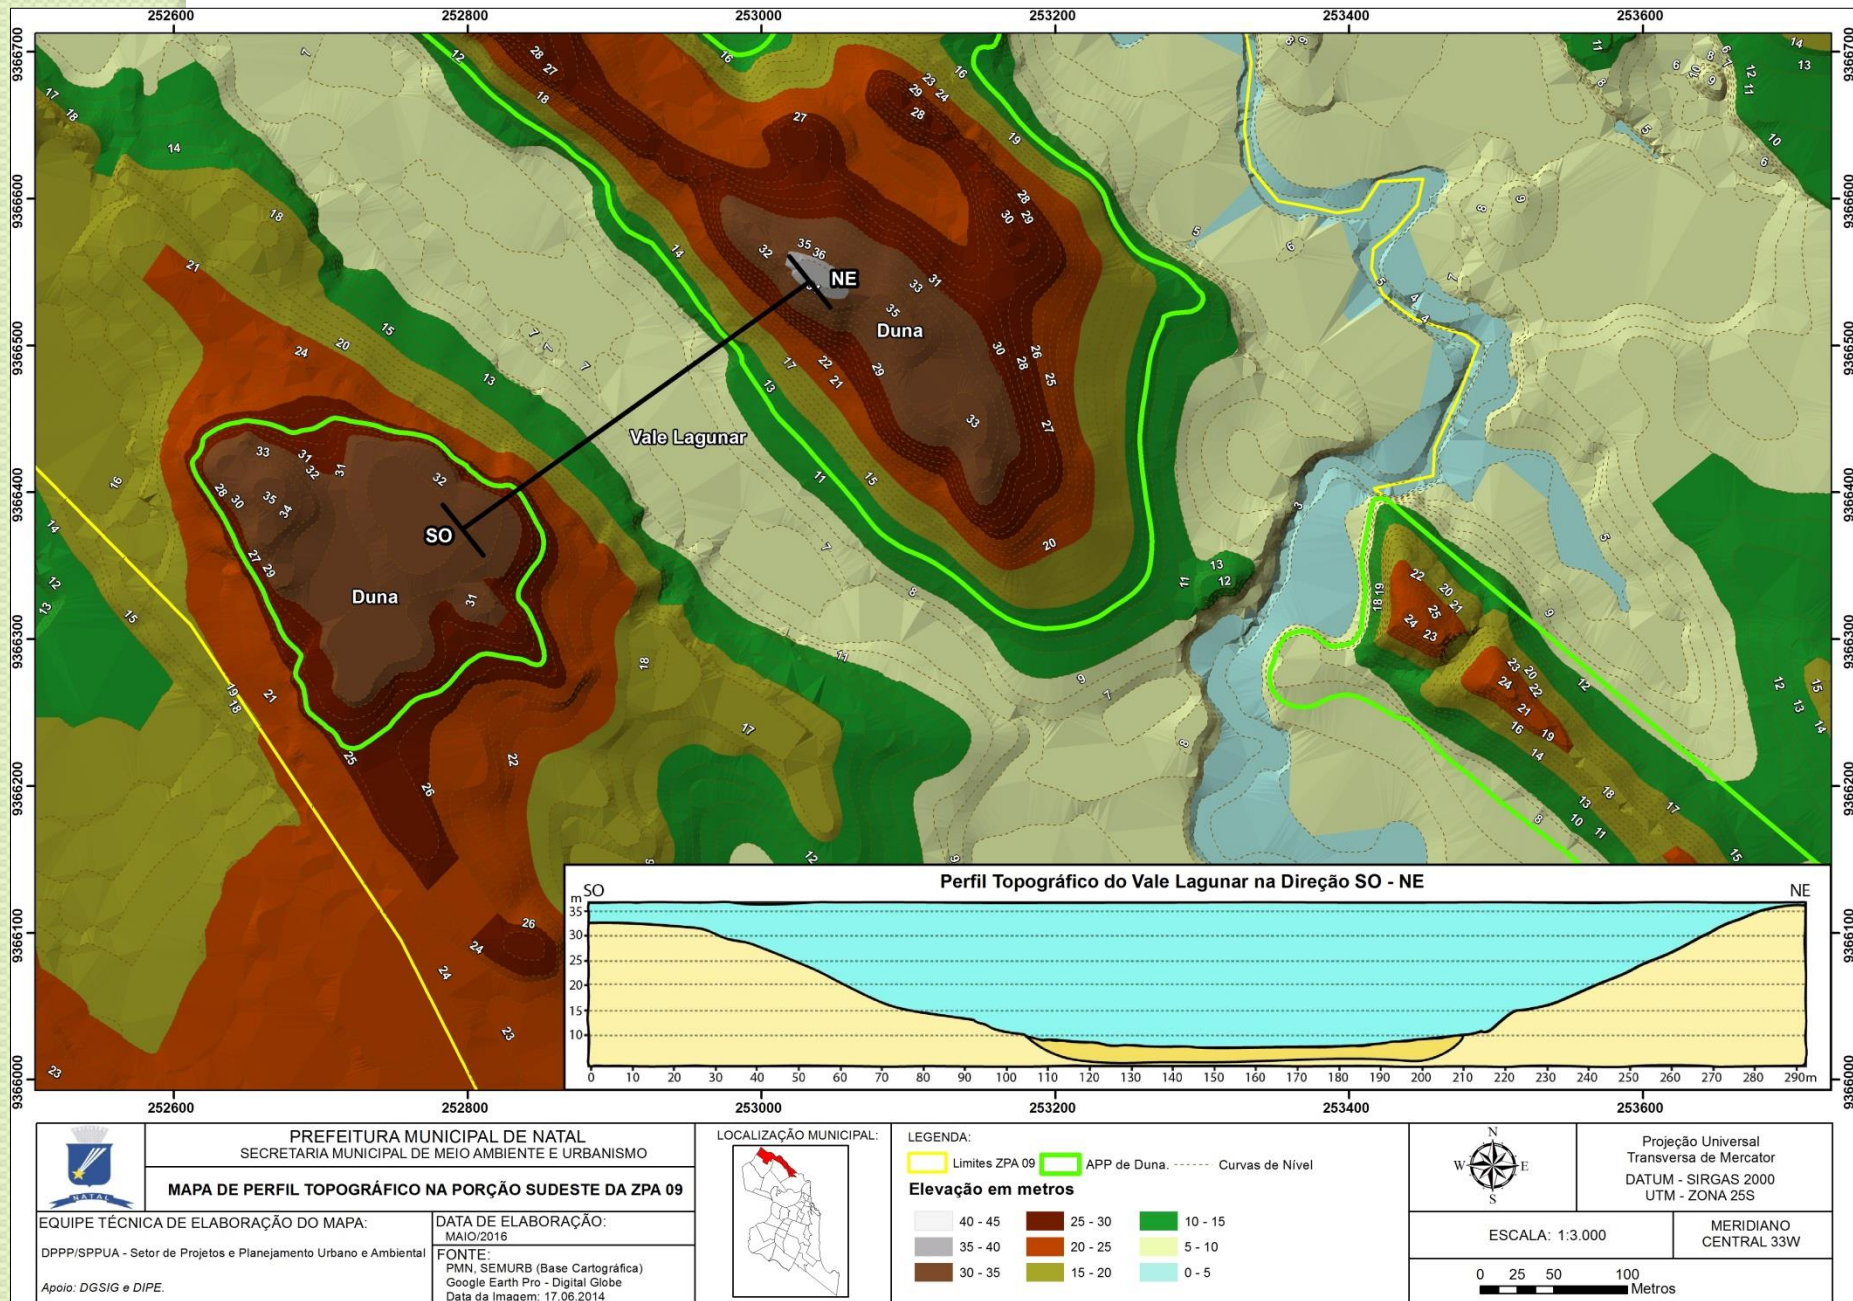 252600 252800 253000 253200 253400 253600
9366700
9366600
9366500
9366400
9366300
9366200
9366100
9366000
NE
Duna
Vale Lagunar
SO
Duna
Perfil Topográfico do Vale Lagunar na Direção SO - NE
m SO NE
35
30
25
20
15
10
0 10 20 30 40 50 60 70 80 90 100 110 120 130 140 150 160 170 180 190 200 210 220 230 240 250 260 270 280 290m
252600 252800 253000 253200 253400 253600
NATAL
PREFEITURA MUNICIPAL DE NATAL
SECRETARIA MUNICIPAL DE MEIO AMBIENTE E URBANISMO
MAPA DE PERFIL TOPOGRÁFICO NA PORÇÃO SUDESTE DA ZPA 09
EQUIPE TÉCNICA DE ELABORAÇÃO DO MAPA:
DPPP/SPPUA - Setor de Projetos e Planejamento Urbano e Ambiental
Apoio: DGSIG e DIPE.
DATA DE ELABORAÇÃO:
MAIO/2016
FONTE:
PMN, SEMURB (Base Cartográfica)
Google Earth Pro - Digital Globe
Data da Imagem: 17.06.2014
LOCALIZAÇÃO MUNICIPAL:
LEGENDA:
Limites ZPA 09 APP de Duna. Curvas de Nível
Elevação em metros
40 - 45 25 - 30 10 - 15
35 - 40 20 - 25 5 - 10
30 - 35 15 - 20 0 - 5
N
W E
S
Projeção Universal
Transversa de Mercator
DATUM - SIRGAS 2000
UTM - ZONA 25S
ESCALA: 1:3.000
MERIDIANO
CENTRAL 33W
0 25 50 100
Metros